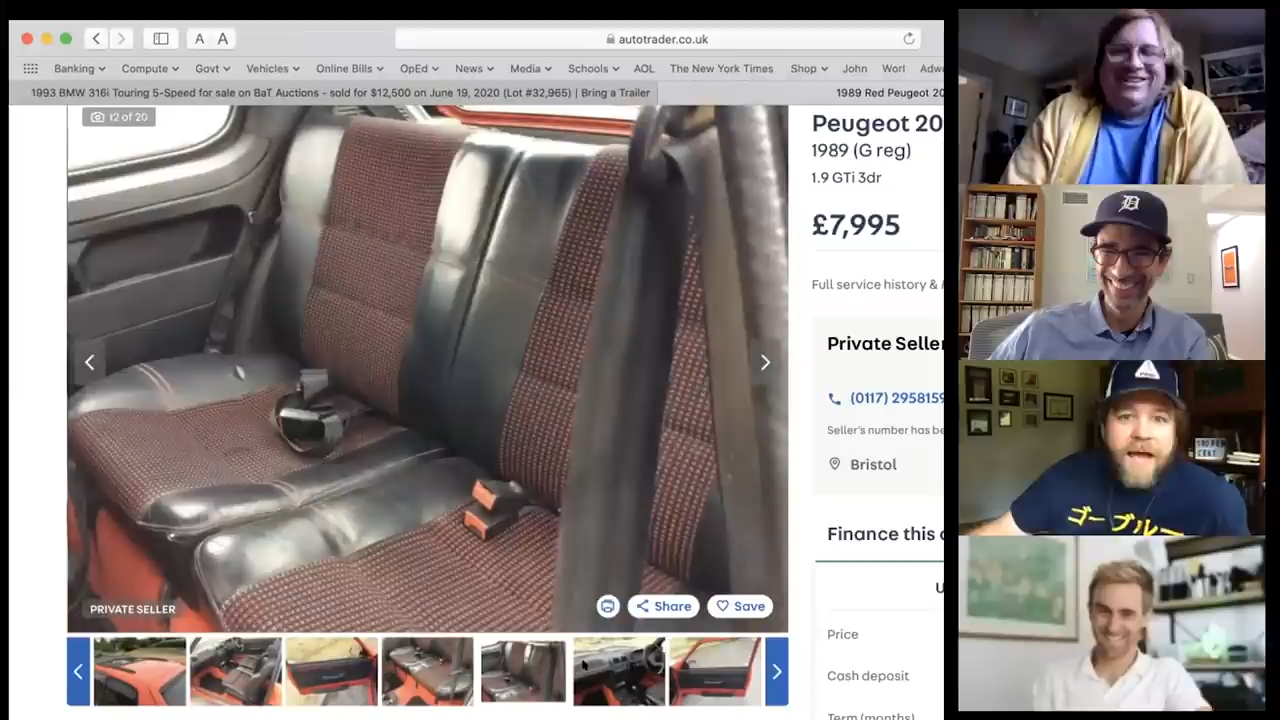 A A
autotrader.co.uk
Banking Compute Govt Vehicles Online Bills OpEd News Media Schools AOL The New York Times Shop John Worl Adw
1993 BMW 316i Touring 5-Speed for sale on BaT Auctions - sold for $12,500 on June 19, 2020 (Lot #32,965) | Bring a Trailer
1989 Red Peugeot 20
12 of 20
Peugeot 20
1989 (G reg)
1.9 GTi 3dr
£7,995
Full service history &
Private Seller
(0117) 2958159
Seller's number has be
Bristol
Finance this
PRIVATE SELLER
Share
Save
Price
Cash deposit
Term (months)
D
ゴーブルー